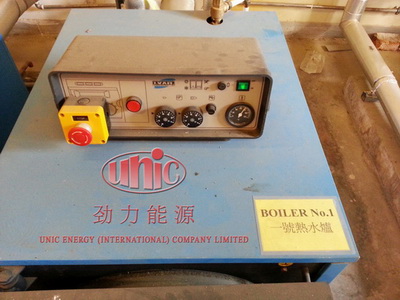 unic
劲力能源
UNIC ENERGY (INTERNATIONAL) COMPANY LIMITED
BOILER No.1
一號熱水爐